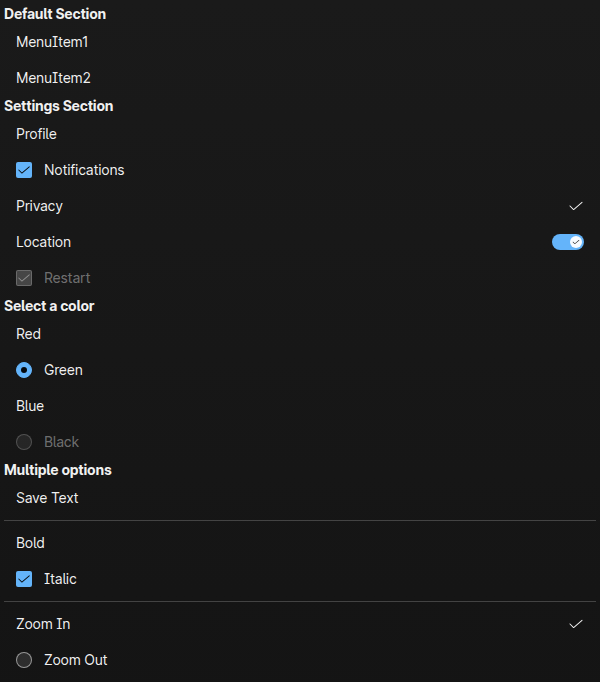 Default Section
MenuItem1
MenuItem2
Settings Section
Profile
Notifications
Privacy
Location
Restart
Select a color
Red
Green
Blue
Black
Multiple options
Save Text
Bold
Italic
Zoom In
Zoom Out